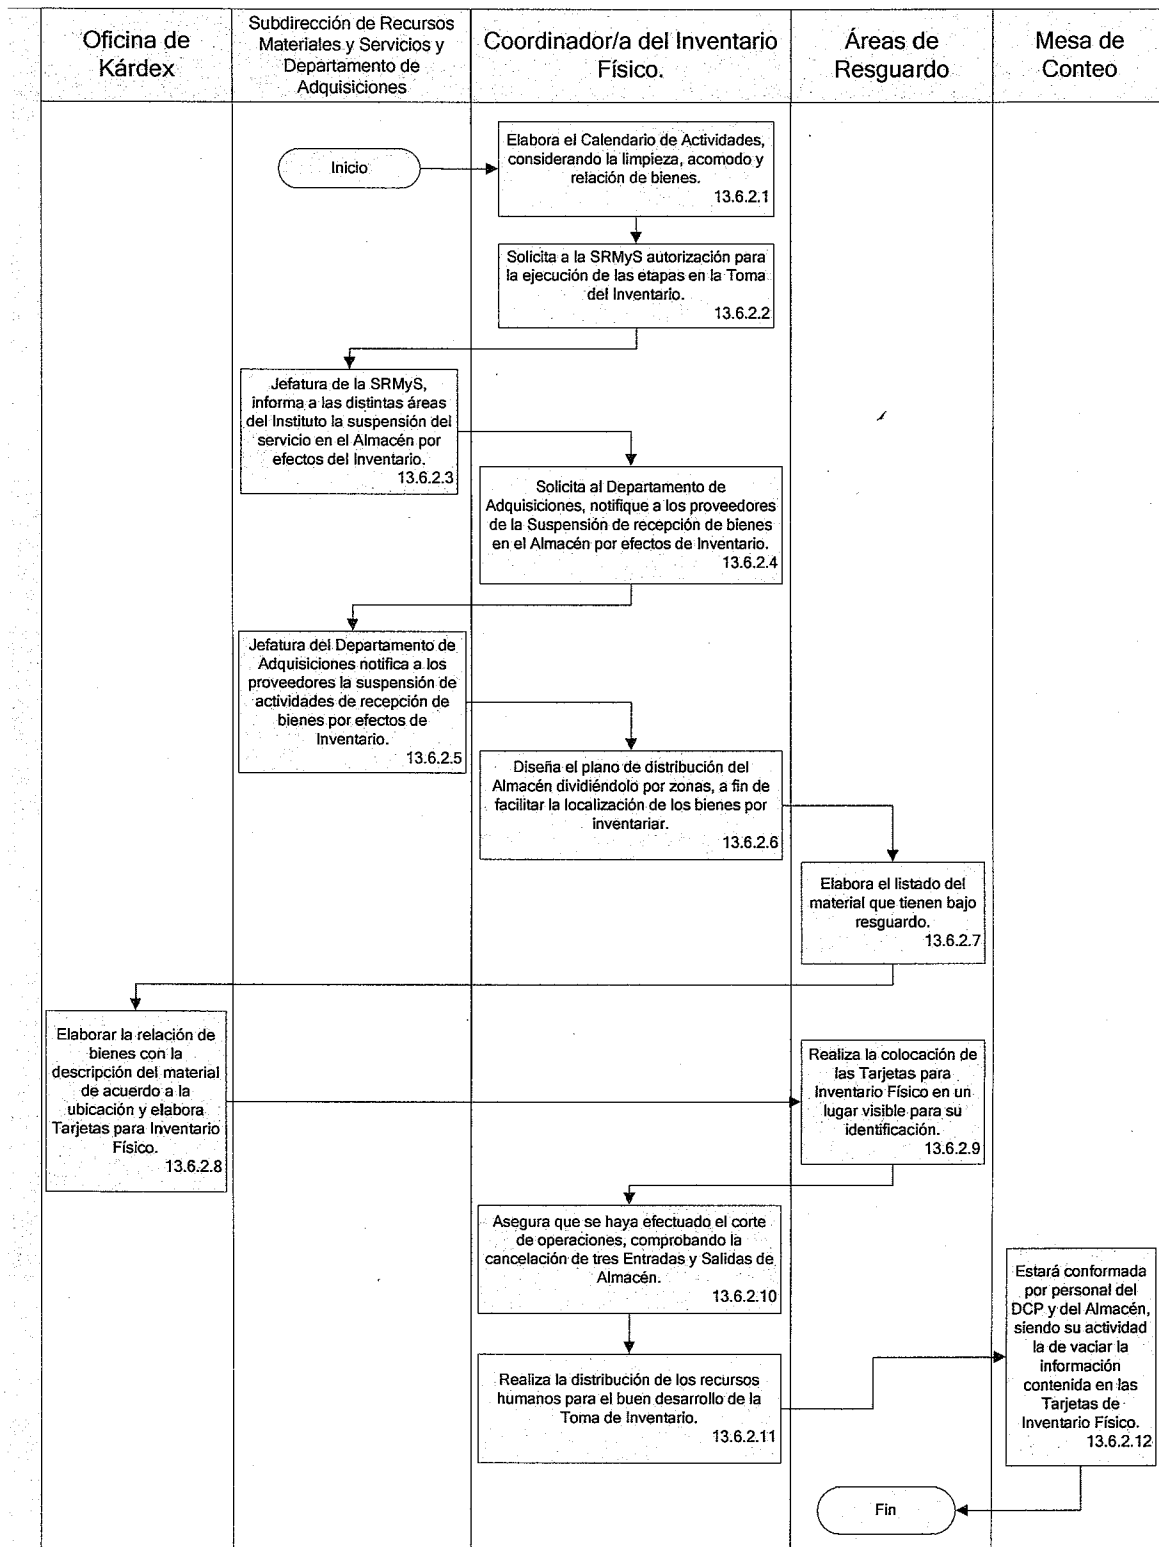 Oficina de
Kárdex
Subdirección de Recursos
Materiales y Servicios y
Departamento de
Adquisiciones
Coordinador/a del Inventario
Físico.
Áreas de
Resguardo
Mesa de
Conteo
Inicio
Elabora el Calendario de Actividades,
considerando la limpieza, acomodo y
relación de bienes.
13.6.2.1
Solicita a la SRMyS autorización para
la ejecución de las etapas en la Toma
del Inventario.
13.6.2.2
Jefatura de la SRMyS,
informa a las distintas áreas
del Instituto la suspensión del
servicio en el Almacén por
efectos del Inventario.
13.6.2.3
Solicita al Departamento de
Adquisiciones, notifique a los proveedores
de la Suspensión de recepción de bienes
en el Almacén por efectos de Inventario.
13.6.2.4
Jefatura del Departamento de
Adquisiciones notifica a los
proveedores la suspensión de
actividades de recepción de
bienes por efectos de
Inventario.
13.6.2.5
Diseña el plano de distribución del
Almacén dividiéndolo por zonas, a fin de
facilitar la localización de los bienes por
inventariar.
13.6.2.6
Elabora el listado del
material que tienen bajo
resguardo.
13.6.2.7
Elaborar la relación de
bienes con la
descripción del material
de acuerdo a la
ubicación y elabora
Tarjetas para Inventario
Físico.
13.6.2.8
Realiza la colocación de
las Tarjetas para
Inventario Físico en un
lugar visible para su
identificación.
13.6.2.9
Asegura que se haya efectuado el corte
de operaciones, comprobando la
cancelación de tres Entradas y Salidas de
Almacén.
13.6.2.10
Realiza la distribución de los recursos
humanos para el buen desarrollo de la
Toma de Inventario.
13.6.2.11
Estará conformada
por personal del
DCP y del Almacén,
siendo su actividad
la de vaciar la
información
contenida en las
Tarjetas de
Inventario Físico.
13.6.2.12
Fin